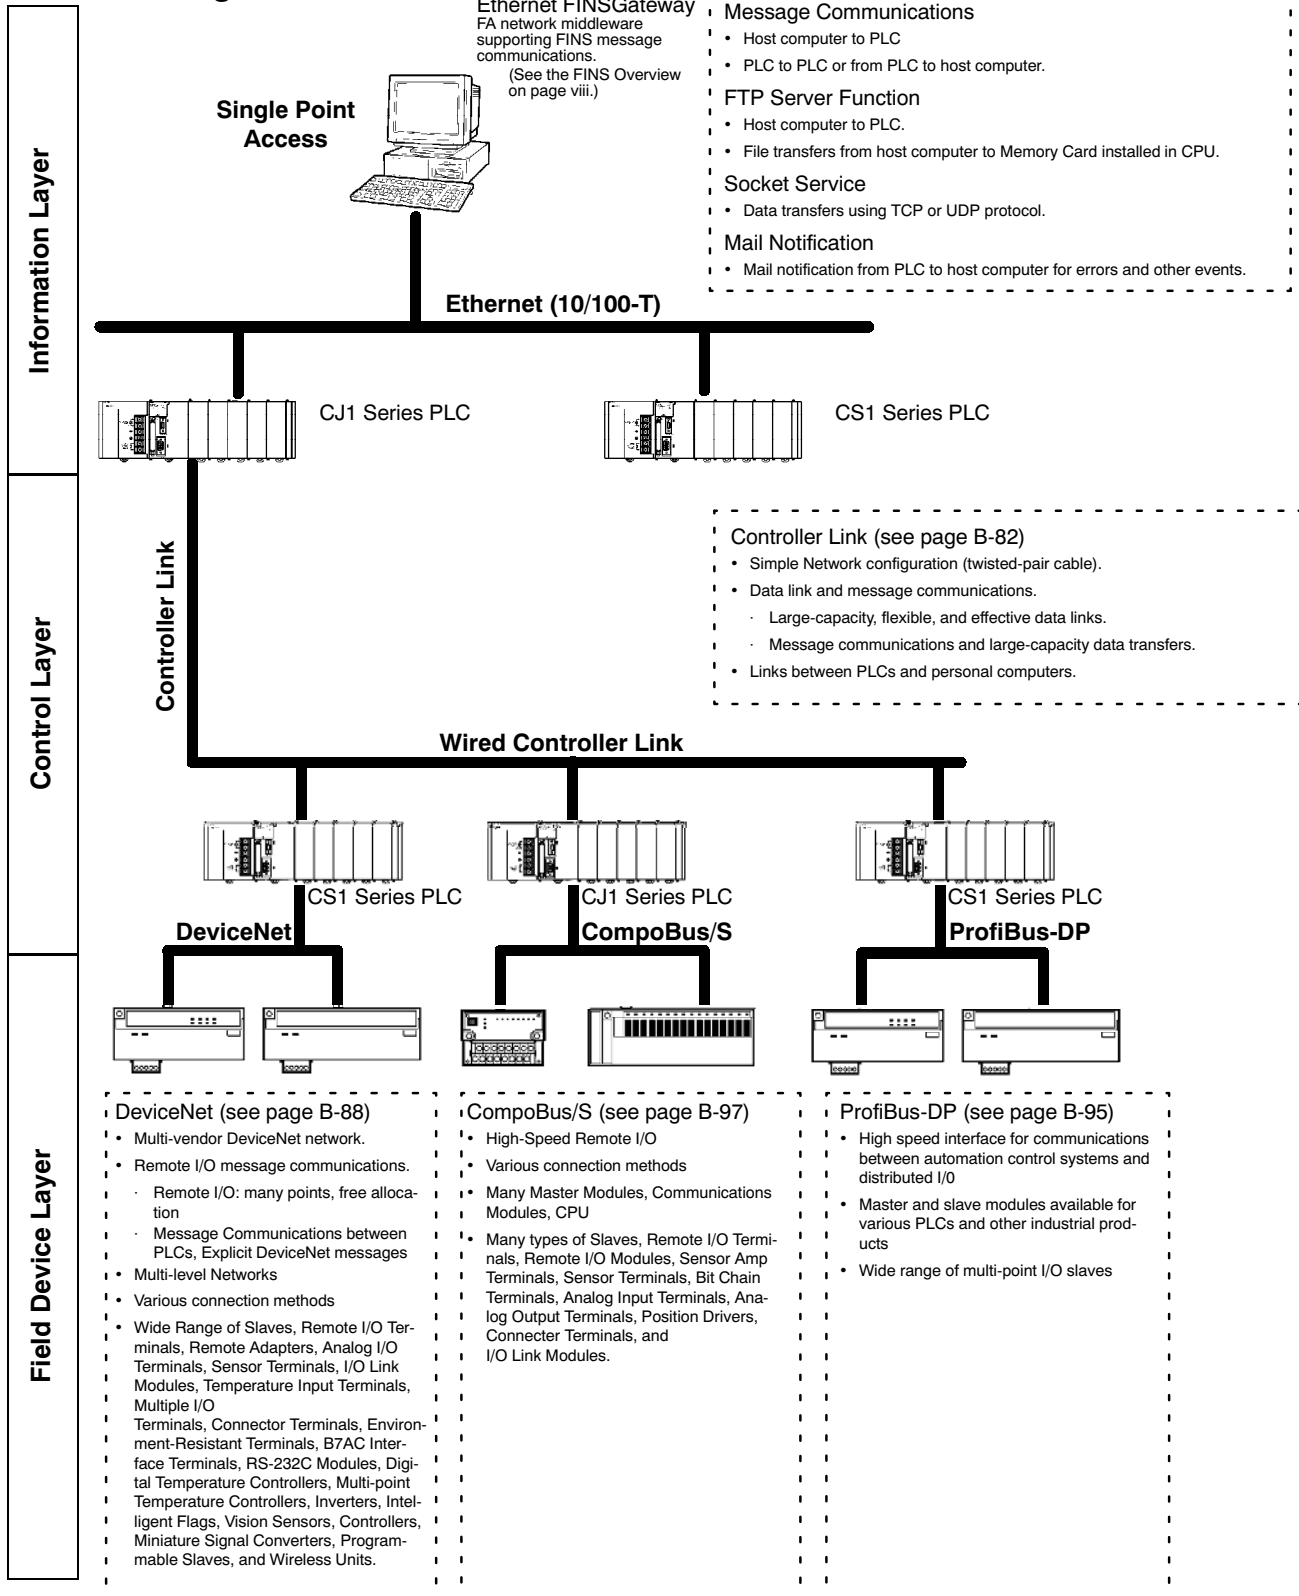 Ethernet FINSGateway
FA network middleware
supporting FINS message
communications.
(See the FINS Overview
on page viii.)
Single Point
Access
Message Communications
• Host computer to PLC
• PLC to PLC or from PLC to host computer.
FTP Server Function
• Host computer to PLC.
• File transfers from host computer to Memory Card installed in CPU.
Socket Service
• Data transfers using TCP or UDP protocol.
Mail Notification
• Mail notification from PLC to host computer for errors and other events.
Information Layer
Ethernet (10/100-T)
CJ1 Series PLC
CS1 Series PLC
Control Layer
Controller Link
Controller Link (see page B-82)
• Simple Network configuration (twisted-pair cable).
• Data link and message communications.
· Large-capacity, flexible, and effective data links.
· Message communications and large-capacity data transfers.
• Links between PLCs and personal computers.
Wired Controller Link
CS1 Series PLC
CJ1 Series PLC
CS1 Series PLC
DeviceNet
CompoBus/S
ProfiBus-DP
Field Device Layer
DeviceNet (see page B-88)
• Multi-vendor DeviceNet network.
• Remote I/O message communications.
· Remote I/O: many points, free alloca-
tion
· Message Communications between
PLCs, Explicit DeviceNet messages
• Multi-level Networks
• Various connection methods
• Wide Range of Slaves, Remote I/O Ter-
minals, Remote Adapters, Analog I/O
Terminals, Sensor Terminals, I/O Link
Modules, Temperature Input Terminals,
Multiple I/O
Terminals, Connector Terminals, Environ-
ment-Resistant Terminals, B7AC Inter-
face Terminals, RS-232C Modules, Digi-
tal Temperature Controllers, Multi-point
Temperature Controllers, Inverters, Intel-
ligent Flags, Vision Sensors, Controllers,
Miniature Signal Converters, Program-
mable Slaves, and Wireless Units.
CompoBus/S (see page B-97)
• High-Speed Remote I/O
• Various connection methods
• Many Master Modules, Communications
Modules, CPU
• Many types of Slaves, Remote I/O Termi-
nals, Remote I/O Modules, Sensor Amp
Terminals, Sensor Terminals, Bit Chain
Terminals, Analog Input Terminals, Ana-
log Output Terminals, Position Drivers,
Connecter Terminals, and
I/O Link Modules.
ProfiBus-DP (see page B-95)
• High speed interface for communications
between automation control systems and
distributed I/0
• Master and slave modules available for
various PLCs and other industrial prod-
ucts
• Wide range of multi-point I/O slaves